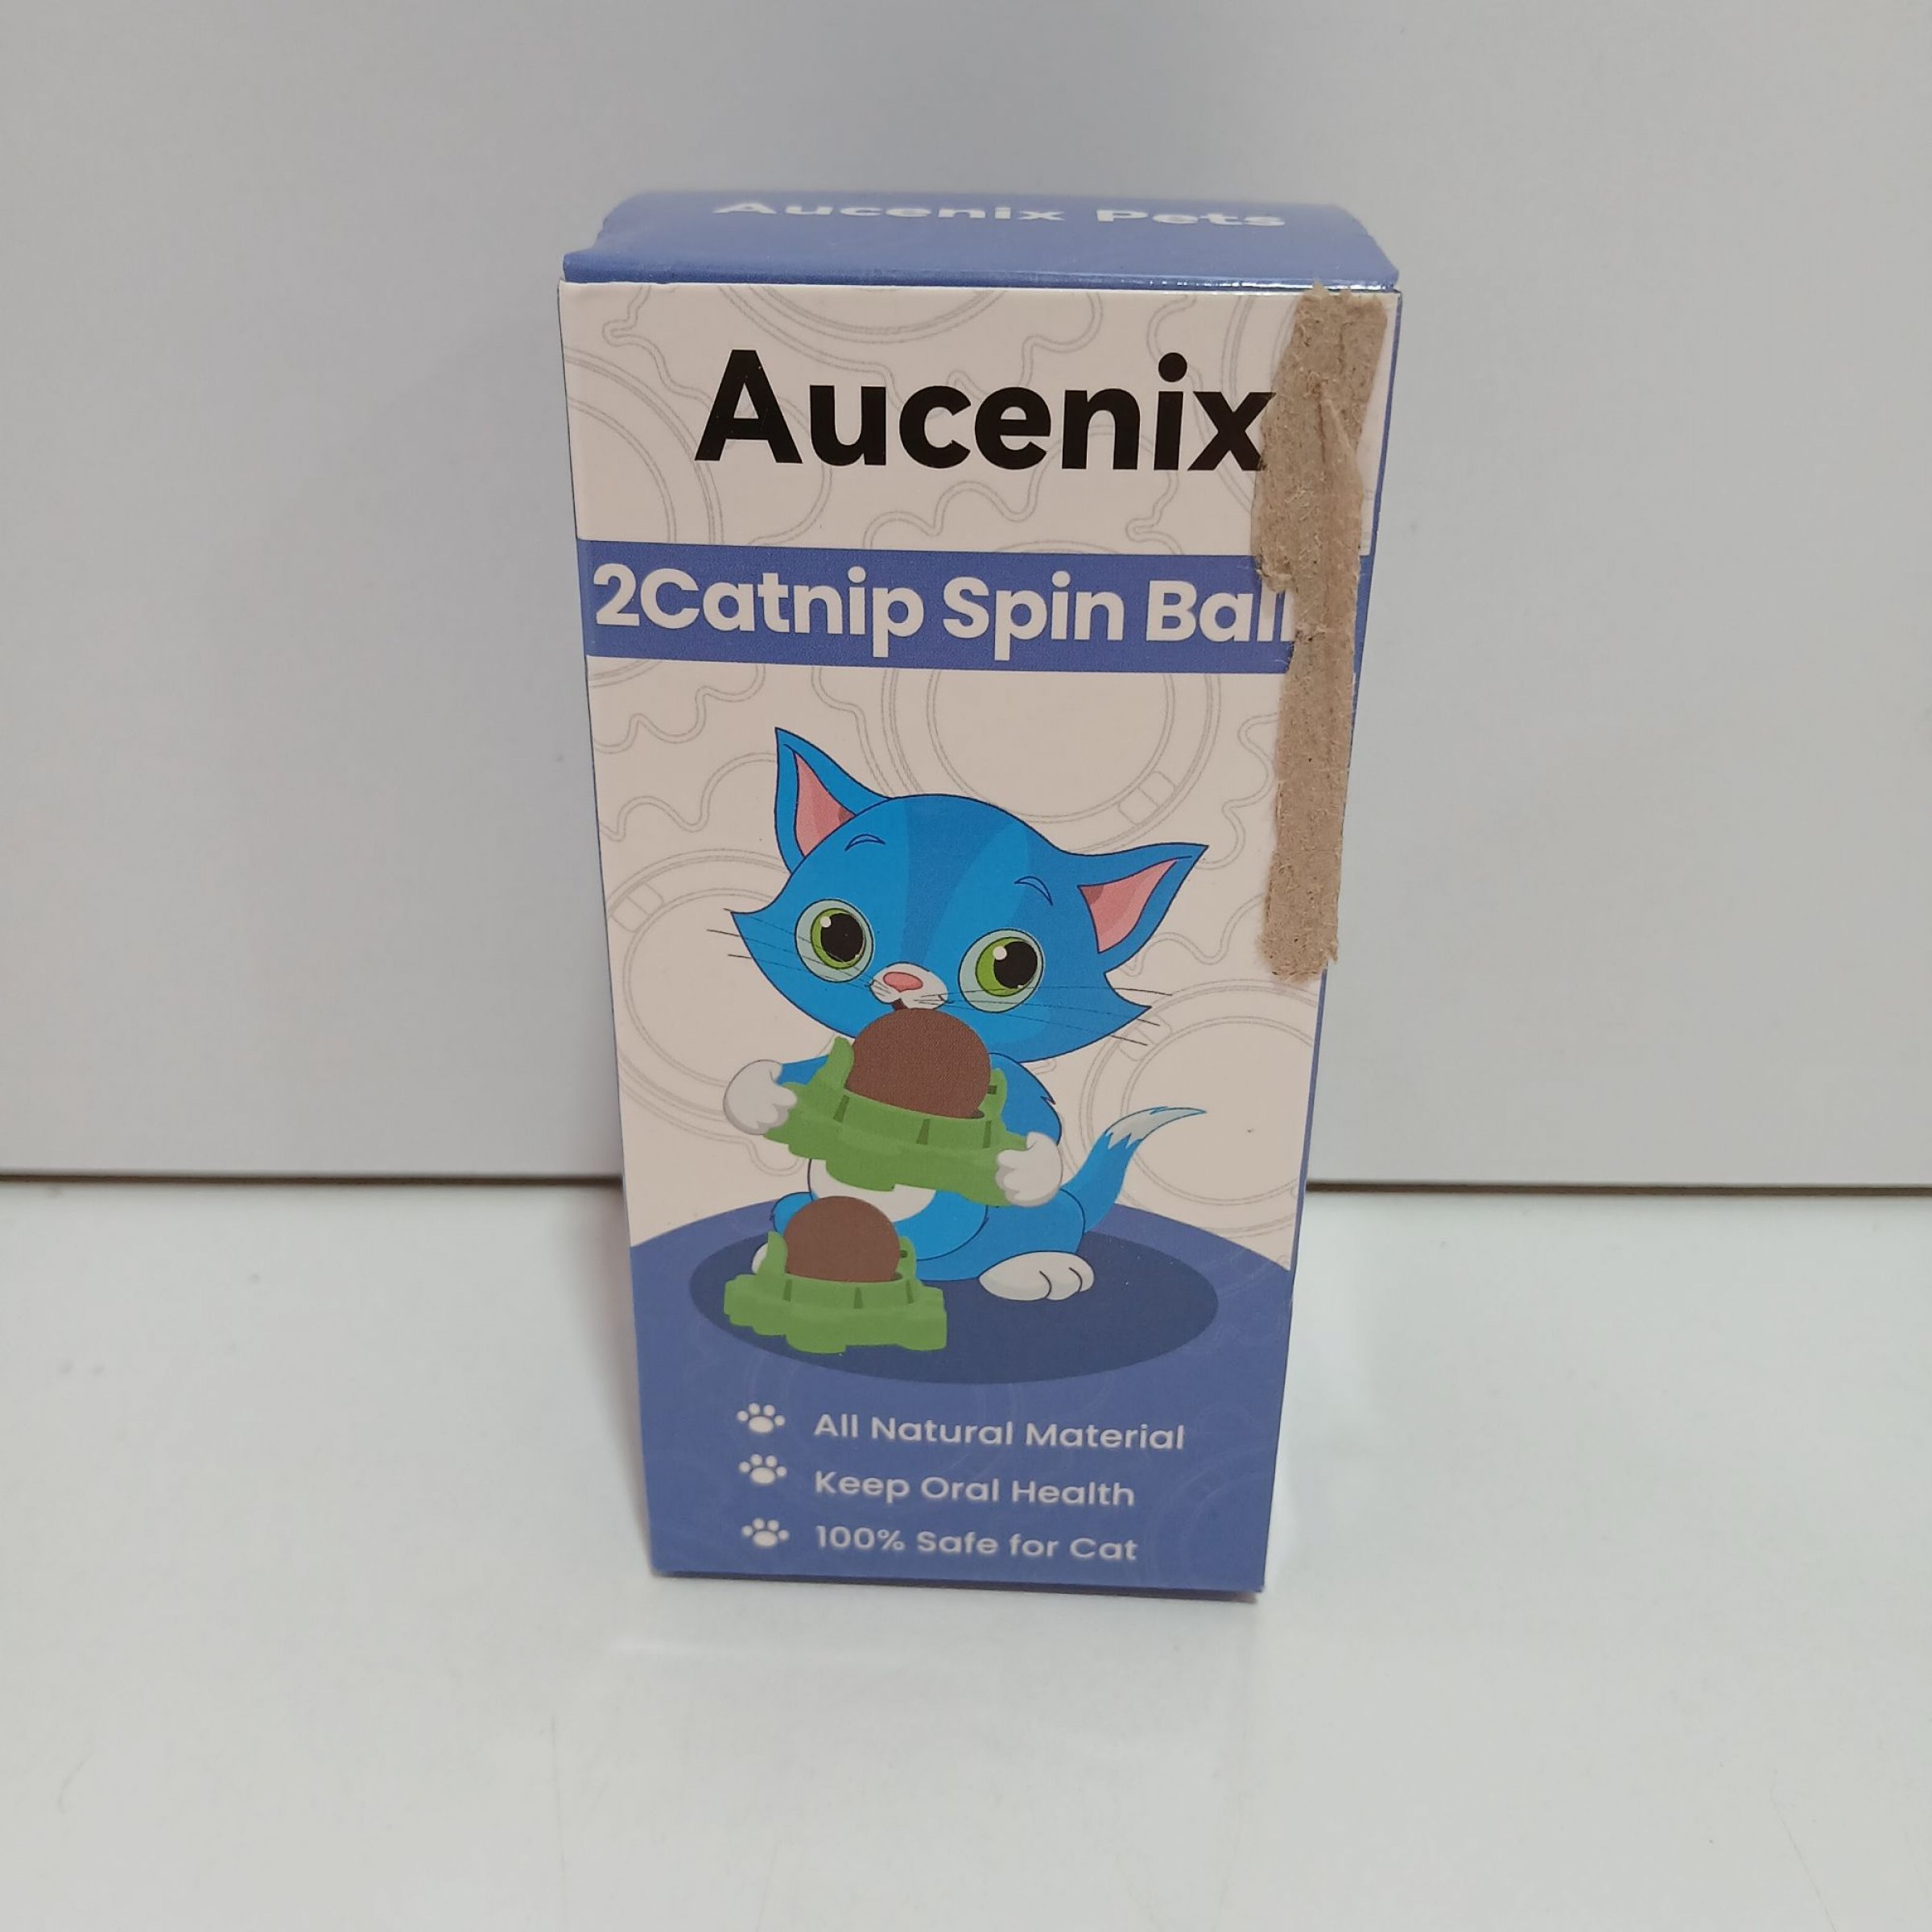 Aucenix Pets
Aucenix
2Catnip Spin Ball
All Natural Material
Keep Oral Health
100% Safe for Cat